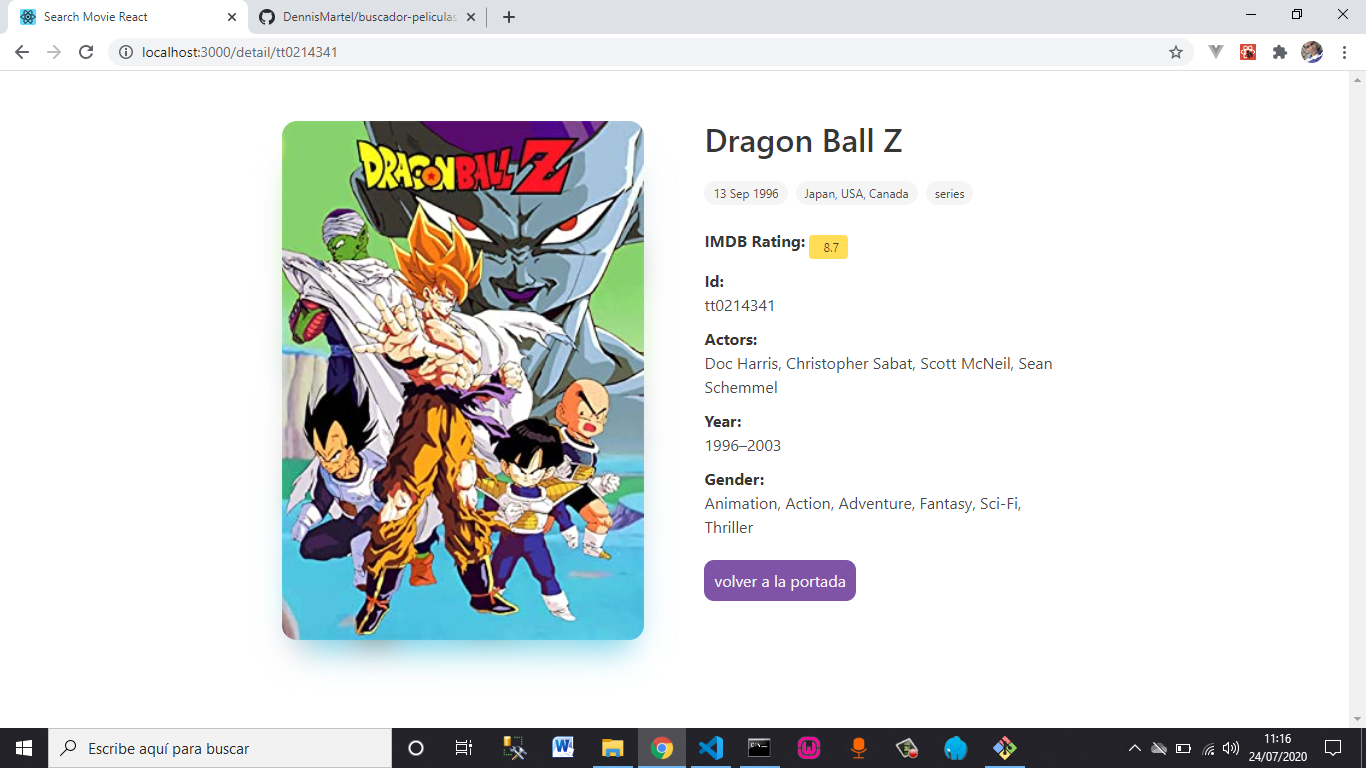 Search Movie React
DennisMartel/buscador-peliculas
localhost:3000/detail/tt0214341
DRAGON BALL Z
Dragon Ball Z
13 Sep 1996
Japan, USA, Canada
series
IMDB Rating: 8.7
Id:
tt0214341
Actors:
Doc Harris, Christopher Sabat, Scott McNeil, Sean
Schemmel
Year:
1996–2003
Gender:
Animation, Action, Adventure, Fantasy, Sci-Fi,
Thriller
volver a la portada
Escribe aquí para buscar
11:16
24/07/2020